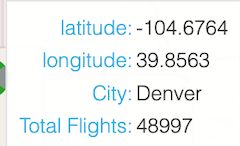 latitude: -104.6764
longitude: 39.8563
City: Denver
Total Flights: 48997